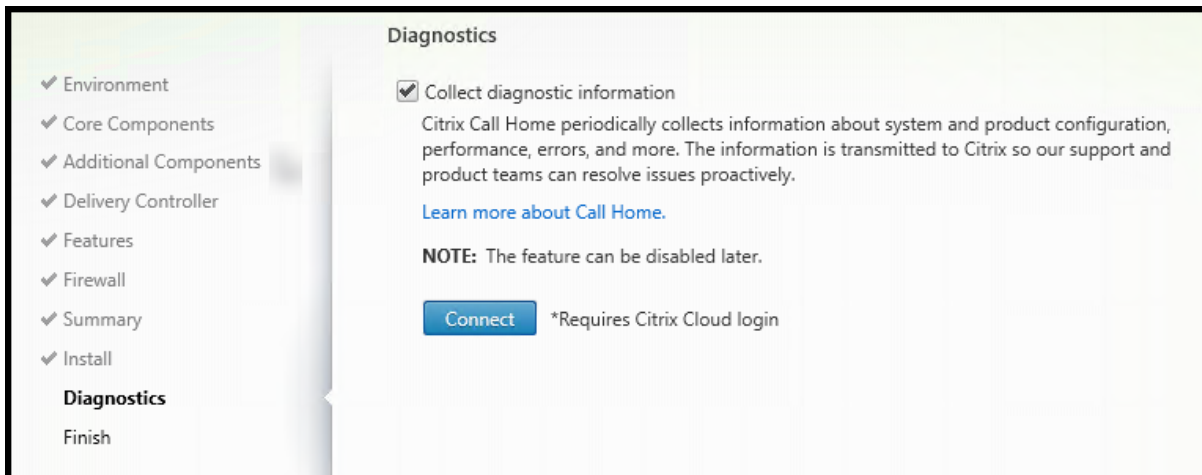 Diagnostics
Environment
Core Components
Additional Components
Delivery Controller
Features
Firewall
Summary
Install
Diagnostics
Finish
Collect diagnostic information
Citrix Call Home periodically collects information about system and product configuration,
performance, errors, and more. The information is transmitted to Citrix so our support and
product teams can resolve issues proactively.
Learn more about Call Home.
NOTE: The feature can be disabled later.
Connect *Requires Citrix Cloud login